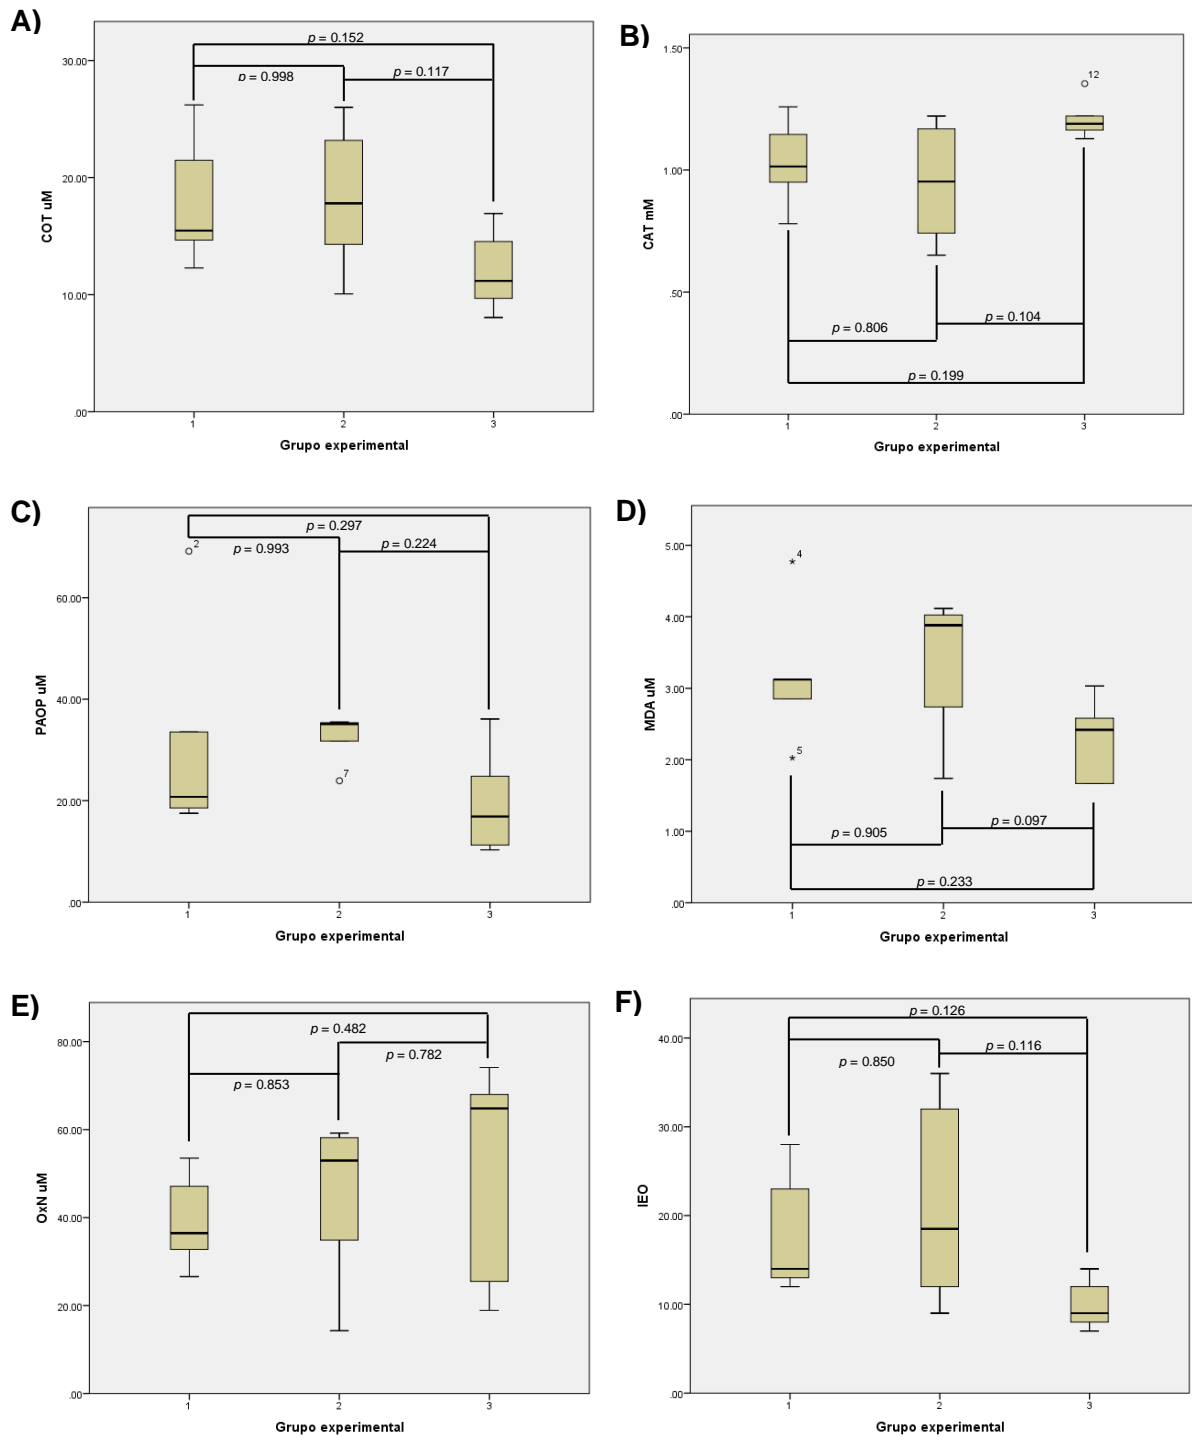 A)
p = 0.152
p = 0.998
p = 0.117
30.00
20.00
10.00
.00
COT uM
1 2 3
Grupo experimental
B)
1.50
1.00
.50
.00
CAT mM
12
p = 0.806
p = 0.104
p = 0.199
1 2 3
Grupo experimental
C)
p = 0.297
p = 0.993
p = 0.224
2
7
60.00
40.00
20.00
.00
PAOP uM
1 2 3
Grupo experimental
D)
5.00
4.00
3.00
2.00
1.00
.00
MDA uM
4
5
p = 0.905
p = 0.097
p = 0.233
1 2 3
Grupo experimental
E)
80.00
60.00
40.00
20.00
.00
OxN uM
p = 0.482
p = 0.782
p = 0.853
1 2 3
Grupo experimental
F)
40.00
30.00
20.00
10.00
.00
IEO
p = 0.126
p = 0.116
p = 0.850
1 2 3
Grupo experimental